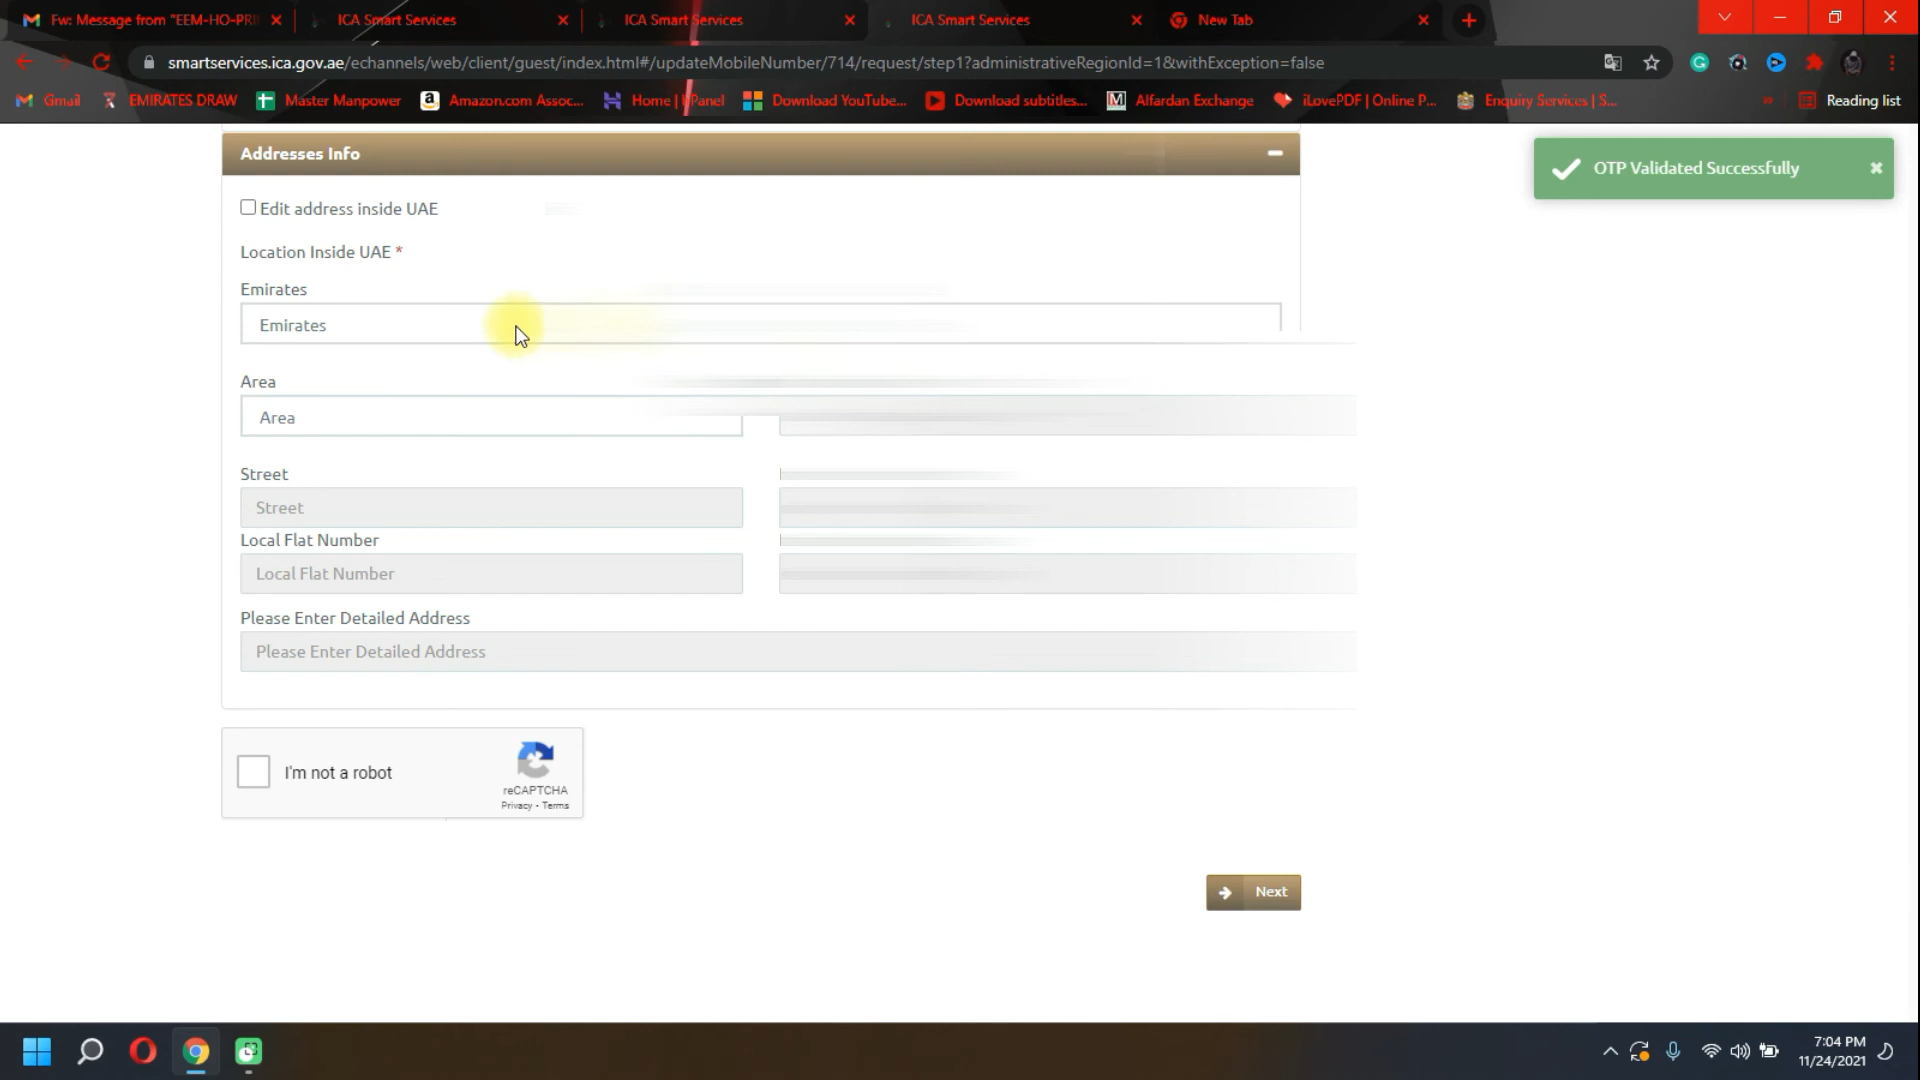 Fw: Message from "EEM-HO-PRI
ICA Smart Services
ICA Smart Services
ICA Smart Services
New Tab
smartservices.ica.gov.ae/echannels/web/client/guest/index.html#/updateMobileNumber/714/request/step1?administrativeRegionId=1&withException=false
Gmail
EMIRATES DRAW
Master Manpower
Amazon.com Assoc...
Home | hPanel
Download YouTube...
Download subtitles...
Alfardan Exchange
iLovePDF | Online P...
Enquiry Services | S...
Reading list
Addresses Info
OTP Validated Successfully
Edit address inside UAE
Location Inside UAE *
Emirates
Emirates
Area
Area
Street
Street
Local Flat Number
Local Flat Number
Please Enter Detailed Address
Please Enter Detailed Address
I'm not a robot
reCAPTCHA
Privacy - Terms
Next
7:04 PM
11/24/2021